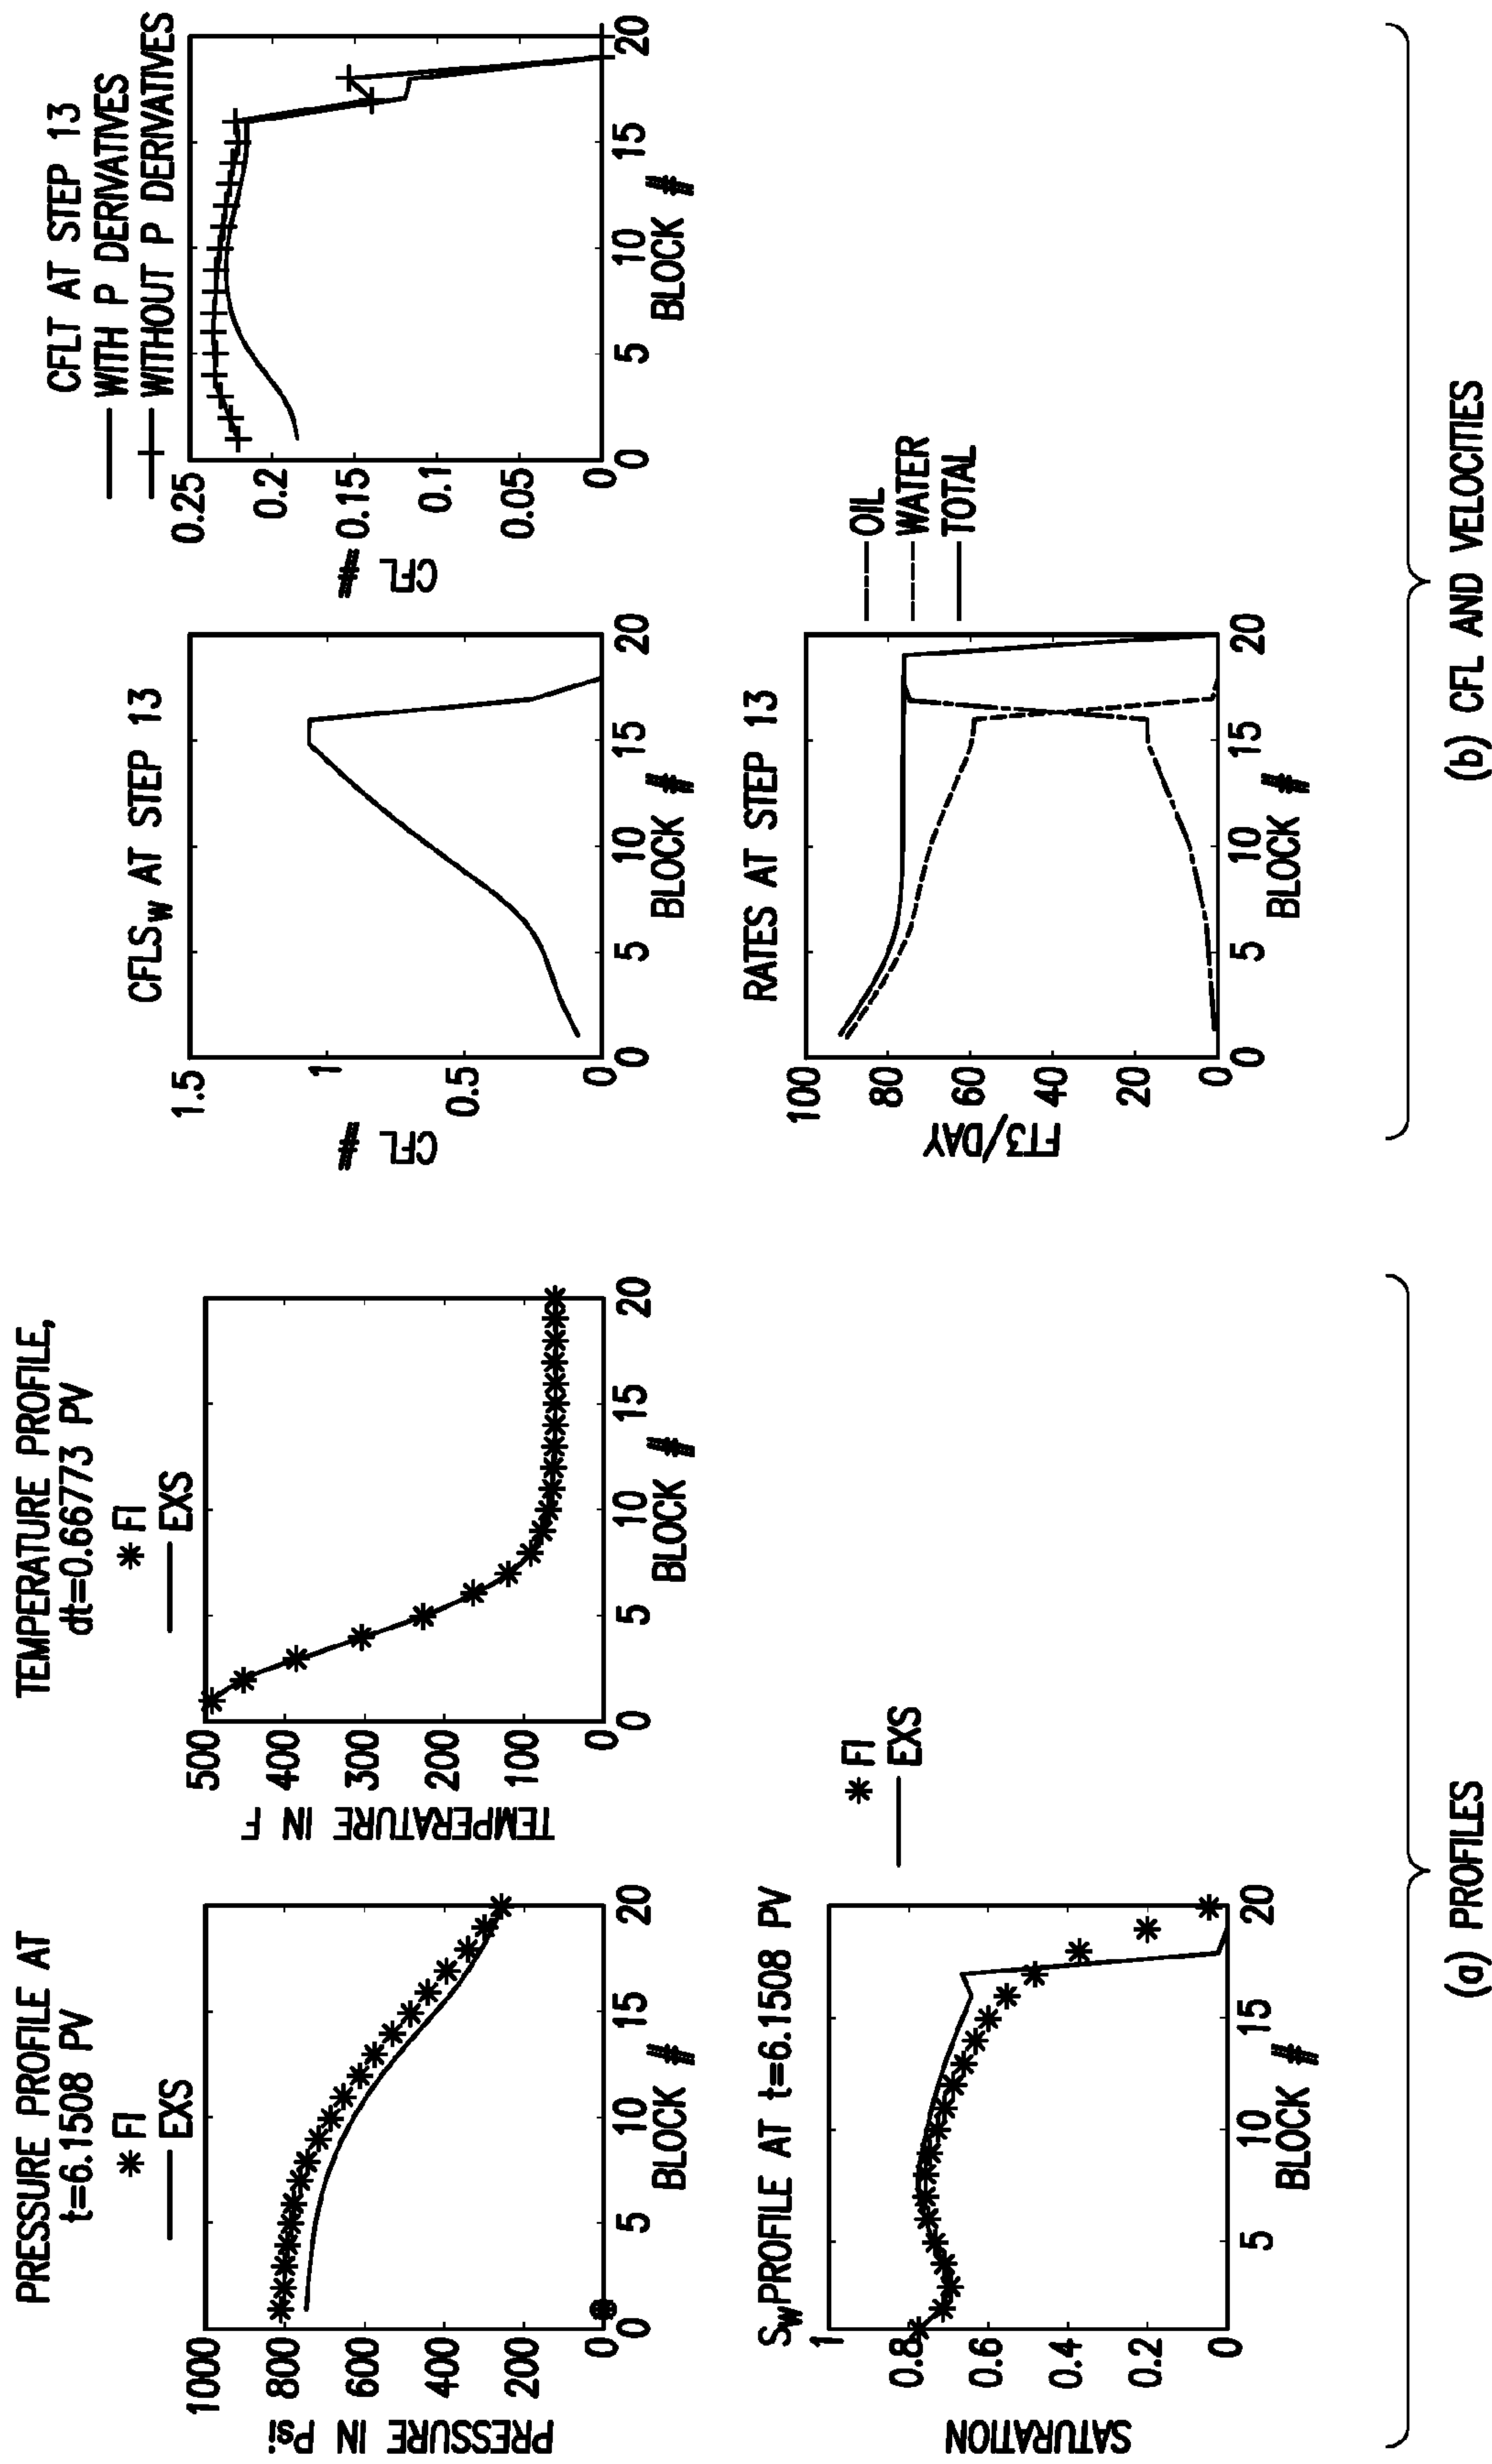 PRESSURE PROFILE AT
t=6.1508 PV
FI
EXS
1000
800
600
400
200
0
PRESSURE IN Psi
0 5 10 15 20
BLOCK #
TEMPERATURE PROFILE,
dt=0.66773 PV
FI
EXS
500
400
300
200
100
0
TEMPERATURE IN F
0 5 10 15 20
BLOCK #
SW PROFILE AT t=6.1508 PV
FI
EXS
1
0.8
0.6
0.4
0.2
0
SATURATION
5 10 15 20
BLOCK #
(a) PROFILES
CFLSW AT STEP 13
1.5
1
0.5
0
CFL #
0 5 10 15 20
BLOCK #
CFLT AT STEP 13
WITH P DERIVATIVES
WITHOUT P DERIVATIVES
0.25
0.2
0.15
0.1
0.05
0
CFL #
0 5 10 15 20
BLOCK #
RATES AT STEP 13
OIL
WATER
TOTAL
100
80
60
40
20
0
FT3/DAY
0 5 10 15 20
BLOCK #
(b) CFL AND VELOCITIES